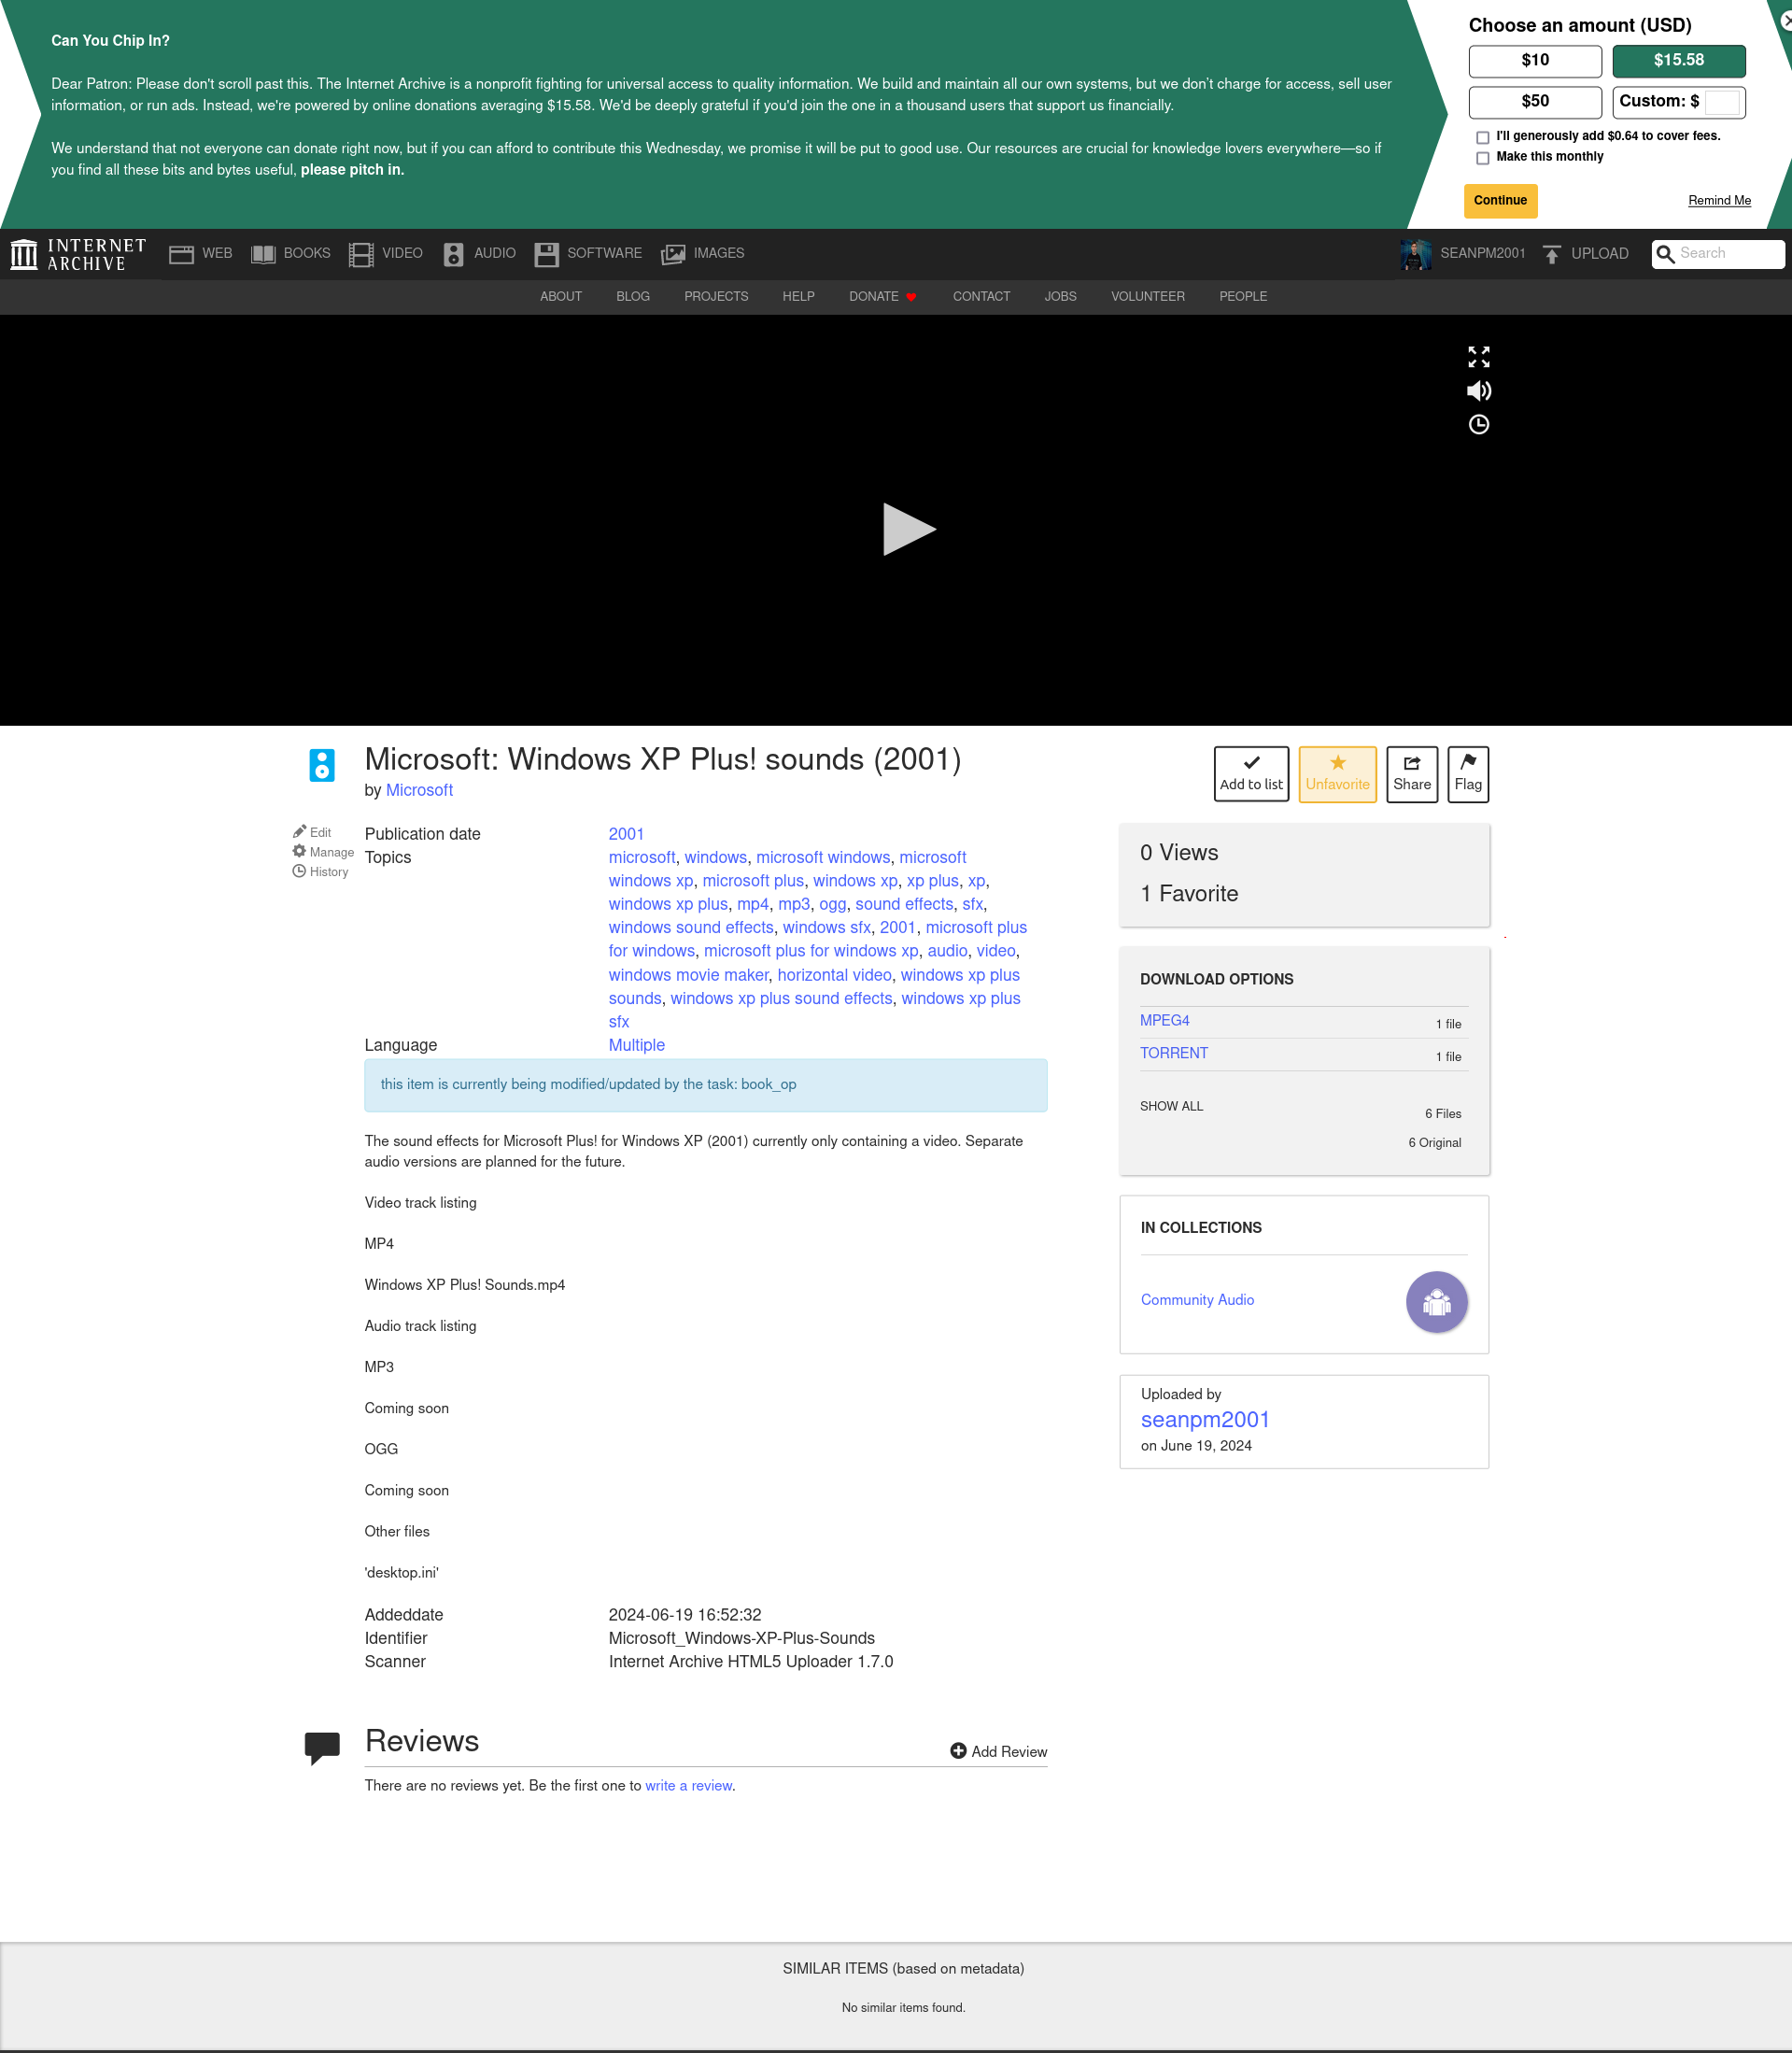 Can You Chip In?
Dear Patron: Please don't scroll past this. The Internet Archive is a nonprofit fighting for universal access to quality information. We build and maintain all our own systems, but we don’t charge for access, sell user
information, or run ads. Instead, we're powered by online donations averaging $15.58. We'd be deeply grateful if you'd join the one in a thousand users that support us financially.
We understand that not everyone can donate right now, but if you can afford to contribute this Wednesday, we promise it will be put to good use. Our resources are crucial for knowledge lovers everywhere—so if
you find all these bits and bytes useful, please pitch in.
Choose an amount (USD)
$10 $15.58
$50 Custom: $
I'll generously add $0.64 to cover fees.
Make this monthly
Continue Remind Me
INTERNET
ARCHIVE
WEB BOOKS VIDEO AUDIO SOFTWARE IMAGES SEANPM2001 UPLOAD Search
ABOUT BLOG PROJECTS HELP DONATE CONTACT JOBS VOLUNTEER PEOPLE
Microsoft: Windows XP Plus! sounds (2001)
by Microsoft
Add to list Unfavorite Share Flag
Edit
Manage
History
Publication date 2001
Topics microsoft, windows, microsoft windows, microsoft
windows xp, microsoft plus, windows xp, xp plus, xp,
windows xp plus, mp4, mp3, ogg, sound effects, sfx,
windows sound effects, windows sfx, 2001, microsoft plus
for windows, microsoft plus for windows xp, audio, video,
windows movie maker, horizontal video, windows xp plus
sounds, windows xp plus sound effects, windows xp plus
sfx
Language Multiple
this item is currently being modified/updated by the task: book_op
The sound effects for Microsoft Plus! for Windows XP (2001) currently only containing a video. Separate
audio versions are planned for the future.
Video track listing
MP4
Windows XP Plus! Sounds.mp4
Audio track listing
MP3
Coming soon
OGG
Coming soon
Other files
'desktop.ini'
Addeddate 2024-06-19 16:52:32
Identifier Microsoft_Windows-XP-Plus-Sounds
Scanner Internet Archive HTML5 Uploader 1.7.0
0 Views
1 Favorite
DOWNLOAD OPTIONS
MPEG4 1 file
TORRENT 1 file
SHOW ALL 6 Files
6 Original
IN COLLECTIONS
Community Audio
Uploaded by
seanpm2001
on June 19, 2024
Reviews
Add Review
There are no reviews yet. Be the first one to write a review.
SIMILAR ITEMS (based on metadata)
No similar items found.